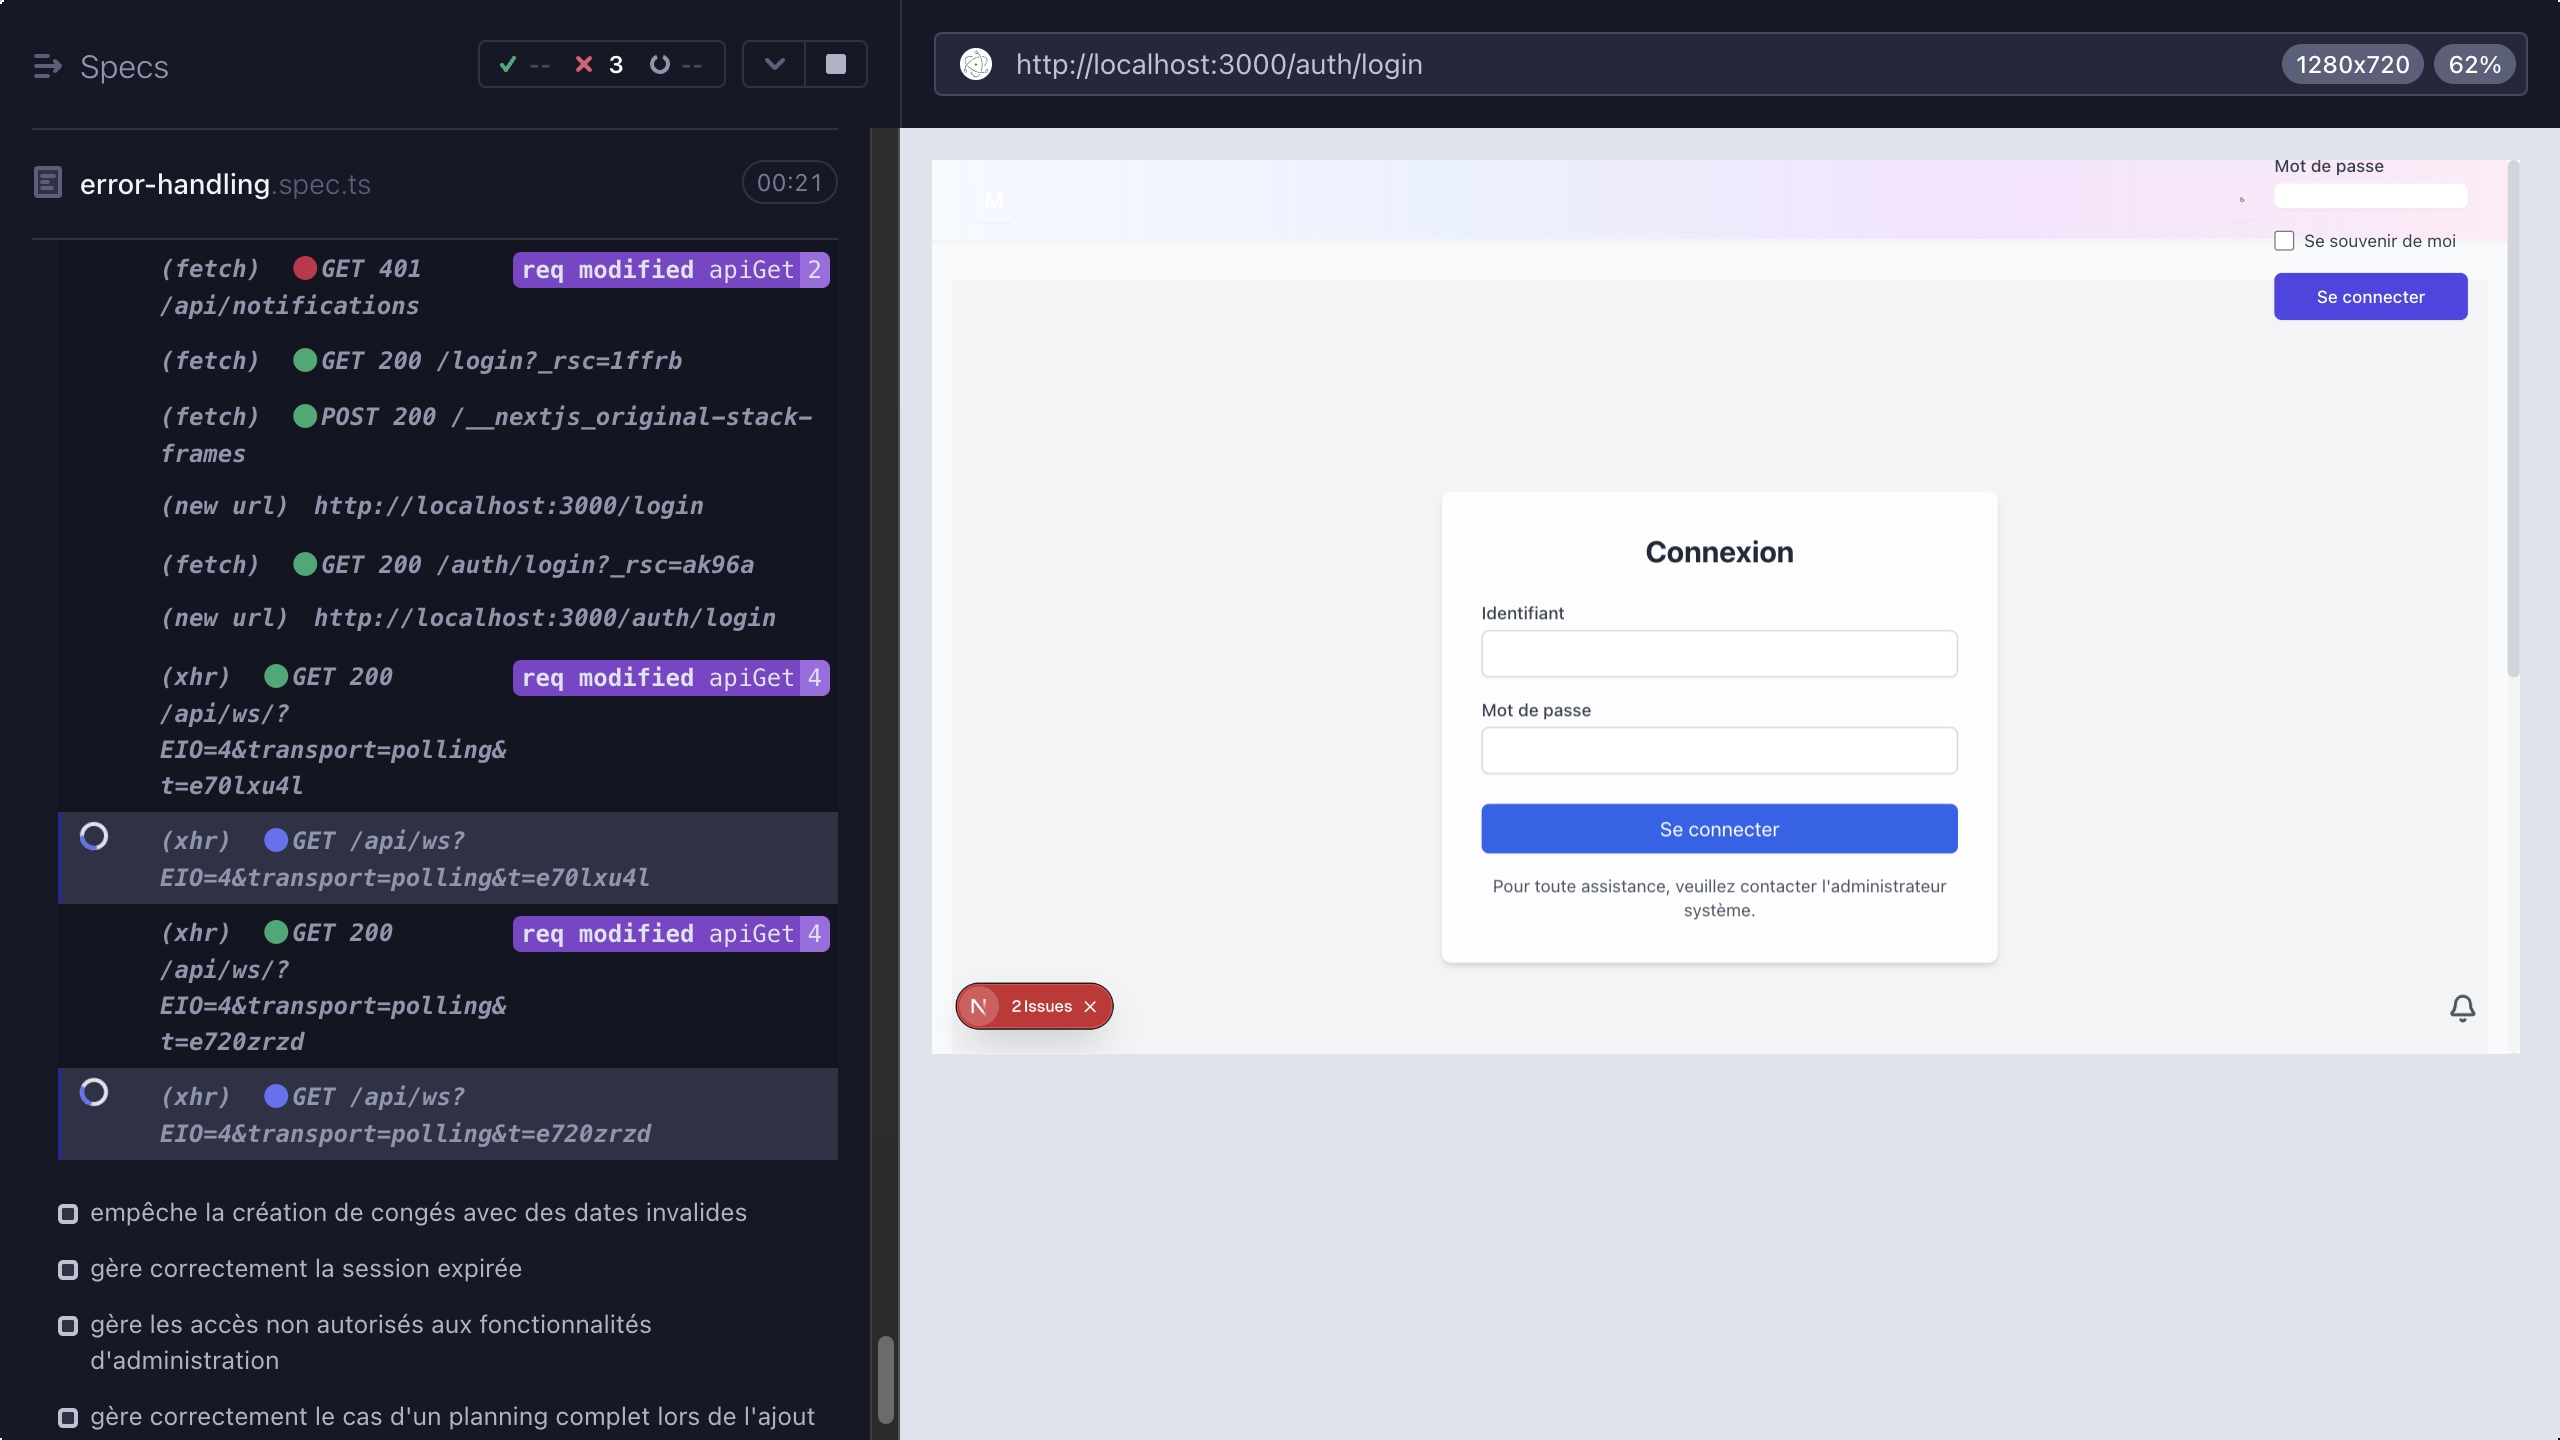 Specs
-- 3 --
error-handling.spec.ts
00:21
(fetch) GET 401 /api/notifications
req modified apiGet 2
(fetch) GET 200 /login?_rsc=1ffrb
(fetch) POST 200 /__nextjs_original-stack-
frames
(new url) http://localhost:3000/login
(fetch) GET 200 /auth/login?_rsc=ak96a
(new url) http://localhost:3000/auth/login
(xhr) GET 200
req modified apiGet 4
/api/ws/?
EIO=4&transport=polling&
t=e70lxu4l
(xhr) GET /api/ws?
EIO=4&transport=polling&t=e70lxu4l
(xhr) GET 200
req modified apiGet 4
/api/ws/?
EIO=4&transport=polling&
t=e720zrzd
(xhr) GET /api/ws?
EIO=4&transport=polling&t=e720zrzd
empêche la création de congés avec des dates invalides
gère correctement la session expirée
gère les accès non autorisés aux fonctionnalités
d'administration
gère correctement le cas d'un planning complet lors de l'ajout
http://localhost:3000/auth/login
1280x720
62%
M
Mot de passe
Se souvenir de moi
Se connecter
Connexion
Identifiant
Mot de passe
Se connecter
Pour toute assistance, veuillez contacter l'administrateur
système.
N 2 Issues